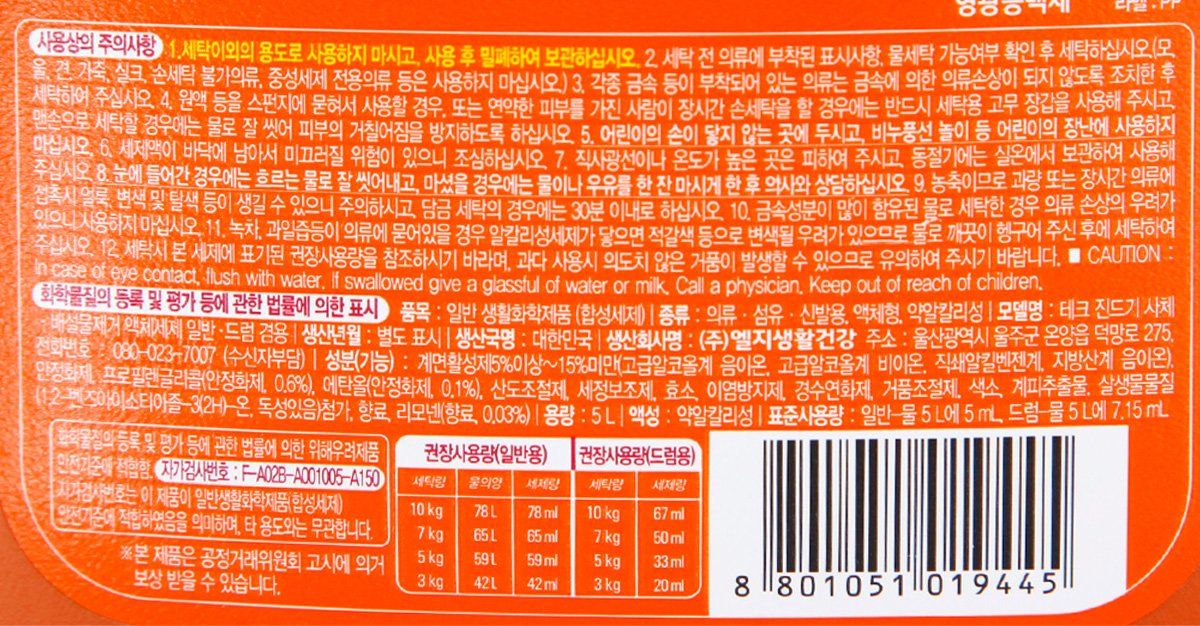 형광증백제
라벨 : PP
사용상의 주의사항 1.세탁이외의 용도로 사용하지 마시고, 사용 후 밀폐하여 보관하십시오. 2. 세탁 전 의류에 부착된 표시사항, 물세탁 가능여부 확인 후 세탁하십시오.(모,
울, 견, 가죽, 실크, 손세탁 불가의류, 중성세제 전용의류 등은 사용하지 마십시오.) 3. 각종 금속 등이 부착되어 있는 의류는 금속에 의한 의류손상이 되지 않도록 조치한 후
세탁하여 주십시오. 4. 원액 등을 스펀지에 묻혀서 사용할 경우, 또는 연약한 피부를 가진 사람이 장시간 손세탁을 할 경우에는 반드시 세탁용 고무 장갑을 사용해 주시고,
맨손으로 세탁할 경우에는 물로 잘 씻어 피부의 거칠어짐을 방지하도록 하십시오. 5. 어린이의 손이 닿지 않는 곳에 두시고, 비누풍선 놀이 등 어린이의 장난에 사용하지
마십시오. 6. 세제액이 바닥에 남아서 미끄러질 위험이 있으니 조심하십시오. 7. 직사광선이나 온도가 높은 곳은 피하여 주시고, 동절기에는 실온에서 보관하여 사용해
주십시오. 8. 눈에 들어간 경우에는 흐르는 물로 잘 씻어내고, 마셨을 경우에는 물이나 우유를 한 잔 마시게 한 후 의사와 상담하십시오. 9. 농축이므로 과량 또는 장시간 의류에
접촉시 얼룩, 변색 및 탈색 등이 생길 수 있으니 주의하시고, 담금 세탁의 경우에는 30분 이내로 하십시오. 10. 금속성분이 많이 함유된 물로 세탁한 경우 의류 손상의 우려가
있으니 사용하지 마십시오. 11. 녹차, 과일즙등이 의류에 묻어있을 경우 알칼리성세제가 닿으면 적갈색 등으로 변색될 우려가 있으므로 물로 깨끗이 헹구어 주신 후에 세탁하여
주십시오. 12. 세탁시 본 세제에 표기된 권장사용량을 참조하시기 바라며, 과다 사용시 의도치 않은 거품이 발생할 수 있으므로 유의하여 주시기 바랍니다. ■ CAUTION :
In case of eye contact, flush with water. If swallowed give a glassful of water or milk. Call a physician. Keep out of reach of children.
화학물질의 등록 및 평가 등에 관한 법률에 의한 표시 품목 : 일반 생활화학제품 (합성세제) | 종류 : 의류 · 섬유 · 신발용, 액체형, 약알칼리성 | 모델명 : 테크 진드기 사체
· 배설물제거 액체세제 일반 · 드럼 겸용 | 생산년월 : 별도 표시 | 생산국명 : 대한민국 | 생산회사명 : (주)엘지생활건강 주소 : 울산광역시 울주군 온양읍 덕망로 275,
전화번호 : 080-023-7007 (수신자부담) | 성분(기능) : 계면활성제5%이상~15%미만(고급알코올계 음이온, 고급알코올계 비이온, 직쇄알킬벤젠계, 지방산계 음이온),
안정화제, 프로필렌글리콜(안정화제, 0.6%), 에탄올(안정화제, 0.1%), 산도조절제, 세정보조제, 효소, 이염방지제, 경수연화제, 거품조절제, 색소, 계피추출물, 살생물물질
(1,2-벤즈아이소티아졸-3(2H)-온, 독성있음)첨가, 향료, 리모넨(향료, 0.03%) | 용량 : 5 L | 액성 : 약알칼리성 | 표준사용량 : 일반-물 5 L에 5 mL, 드럼-물 5 L에 7.15 mL
화학물질의 등록 및 평가 등에 관한 법률에 의한 위해우려제품
안전기준에 적합함. 자가검사번호 : F-A02B-A001005-A150
자가검사번호는 이 제품이 일반생활화학제품(합성세제)
안전기준에 적합하였음을 의미하며, 타 용도와는 무관합니다.
※본 제품은 공정거래위원회 고시에 의거
보상 받을 수 있습니다.
권장사용량(일반용) 권장사용량(드럼용)
세탁량 물의양 세제량 세탁량 세제량
10 kg 78 L 78 ml 10 kg 67 ml
7 kg 65 L 65 ml 7 kg 50 ml
5 kg 59 L 59 ml 5 kg 33 ml
3 kg 42 L 42 ml 3 kg 20 ml
8 801051 019445